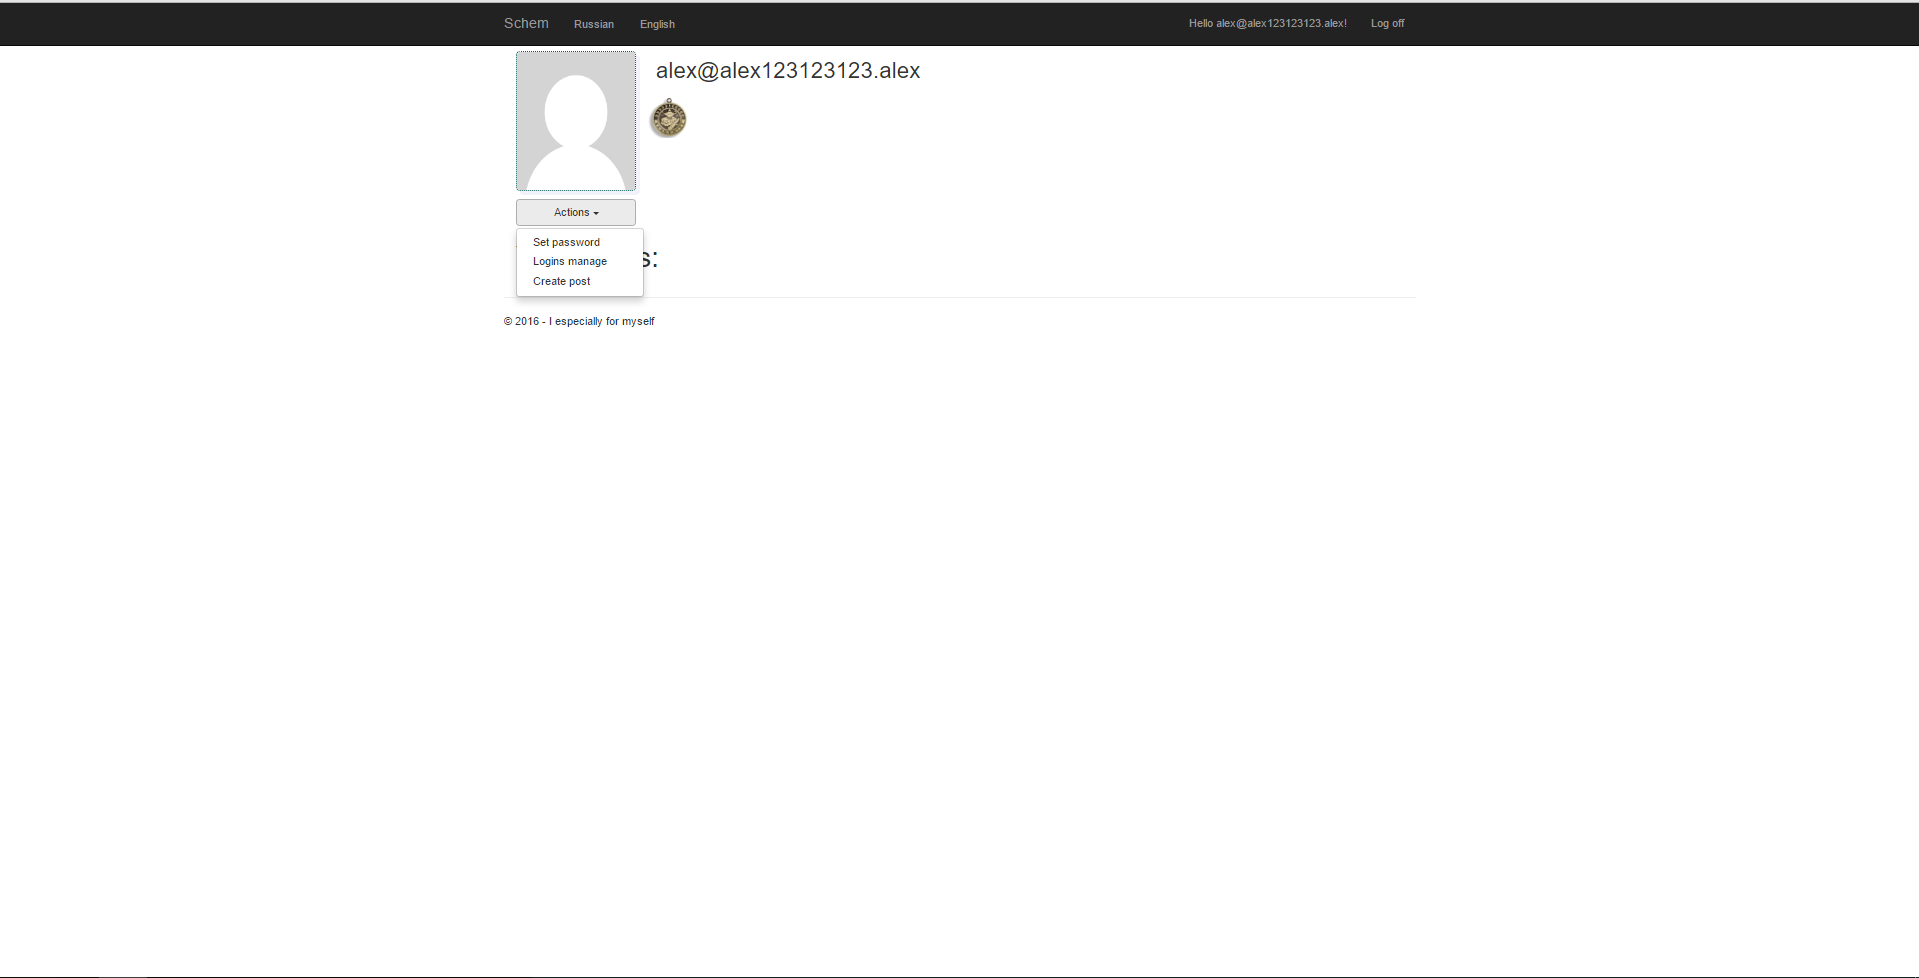 Schem Russian English Hello alex@alex123123123.alex! Log off
alex@alex123123123.alex
Actions
Set password
Logins manage
Create post
© 2016 - I especially for myself